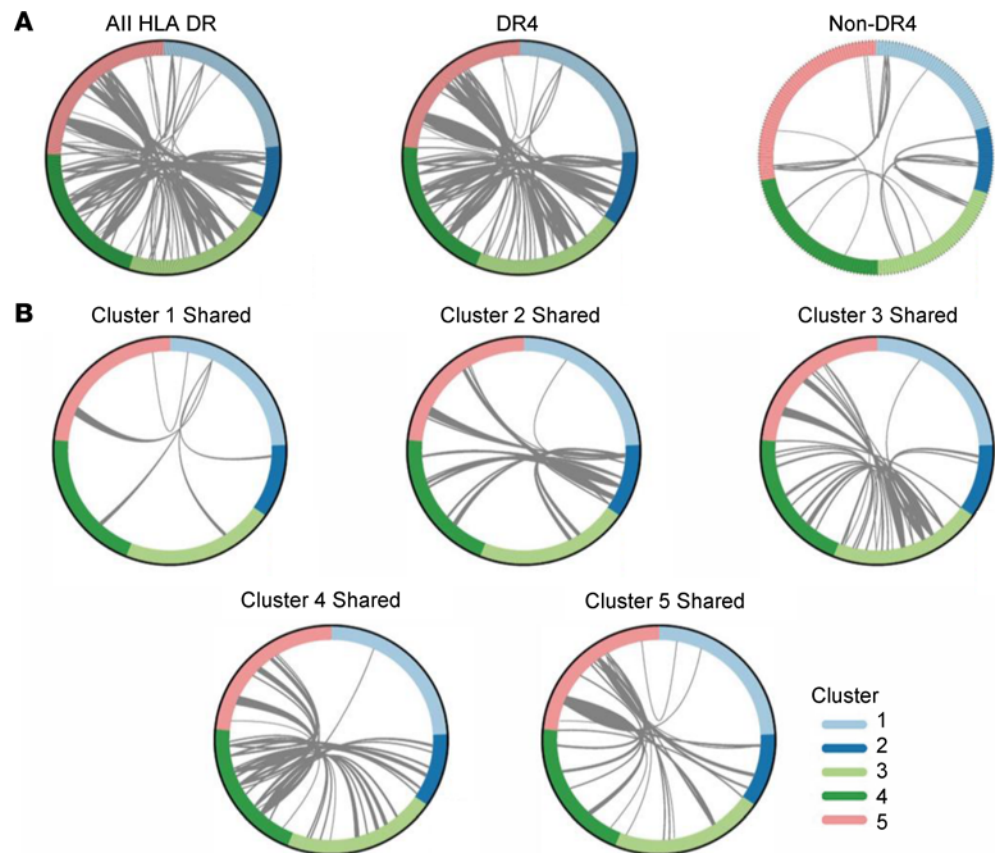 A
All HLA DR
DR4
Non-DR4
B
Cluster 1 Shared
Cluster 2 Shared
Cluster 3 Shared
Cluster 4 Shared
Cluster 5 Shared
Cluster
1
2
3
4
5